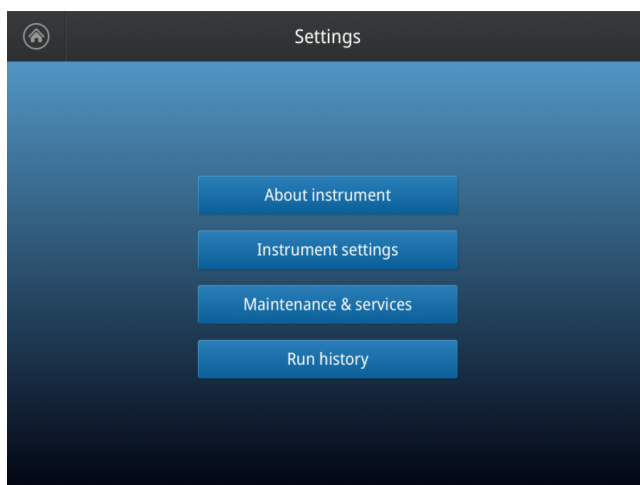 Settings
About instrument
Instrument settings
Maintenance & services
Run history